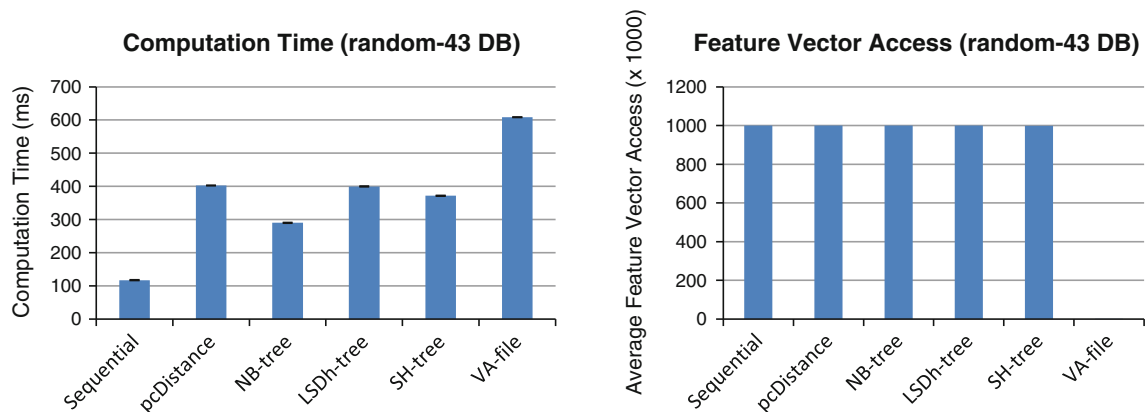 Computation Time (random-43 DB)
Computation Time (ms)
700
600
500
400
300
200
100
0
Sequential
pcDistance
NB-tree
LSDh-tree
SH-tree
VA-file
Feature Vector Access (random-43 DB)
Average Feature Vector Access (x 1000)
1200
1000
800
600
400
200
0
Sequential
pcDistance
NB-tree
LSDh-tree
SH-tree
VA-file